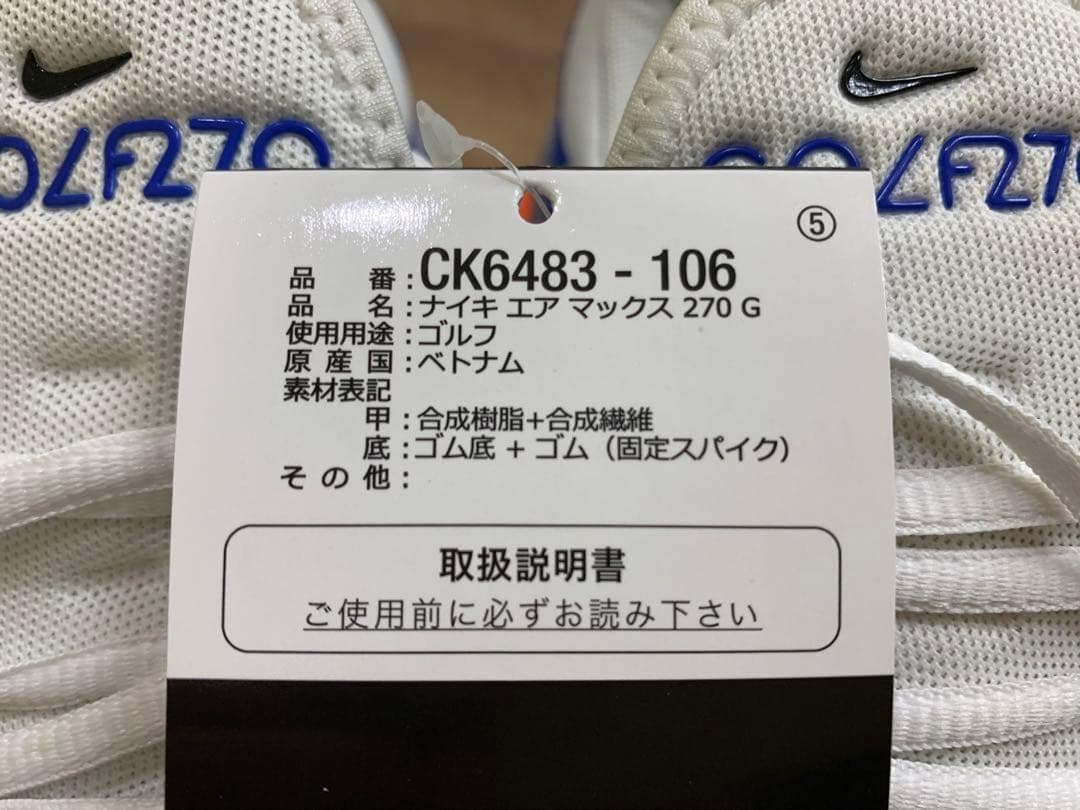 OLF270
GOLF270
⑤
品番:CK6483 - 106
品名:ナイキ エア マックス 270 G
使用用途:ゴルフ
原産国:ベトナム
素材表記
甲:合成樹脂+合成繊維
底:ゴム底 + ゴム（固定スパイク）
その他:
取扱説明書
ご使用前に必ずお読み下さい